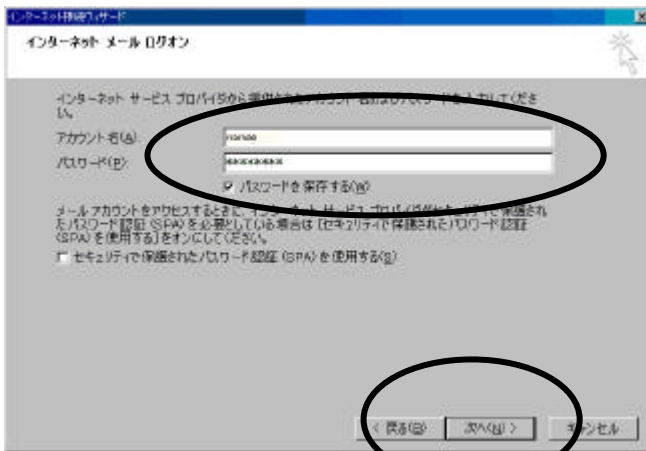 インターネット接続ウィザード
インターネット メール ログオン
インターネット サービス プロバイダから提供されたアカウント名およびパスワードを入力してくださ
い。
アカウント名(A):
パスワード(P):
********
パスワードを保存する(W)
メール アカウントをアクセスするときに、インターネット サービス プロバイダがセキュリティで保護され
たパスワード認証 (SPA) を必要としている場合は [セキュリティで保護されたパスワード認証
(SPA) を使用する] をオンにしてください。
セキュリティで保護されたパスワード認証 (SPA) を使用する(S)
< 戻る(B)
次へ(N) >
キャンセル